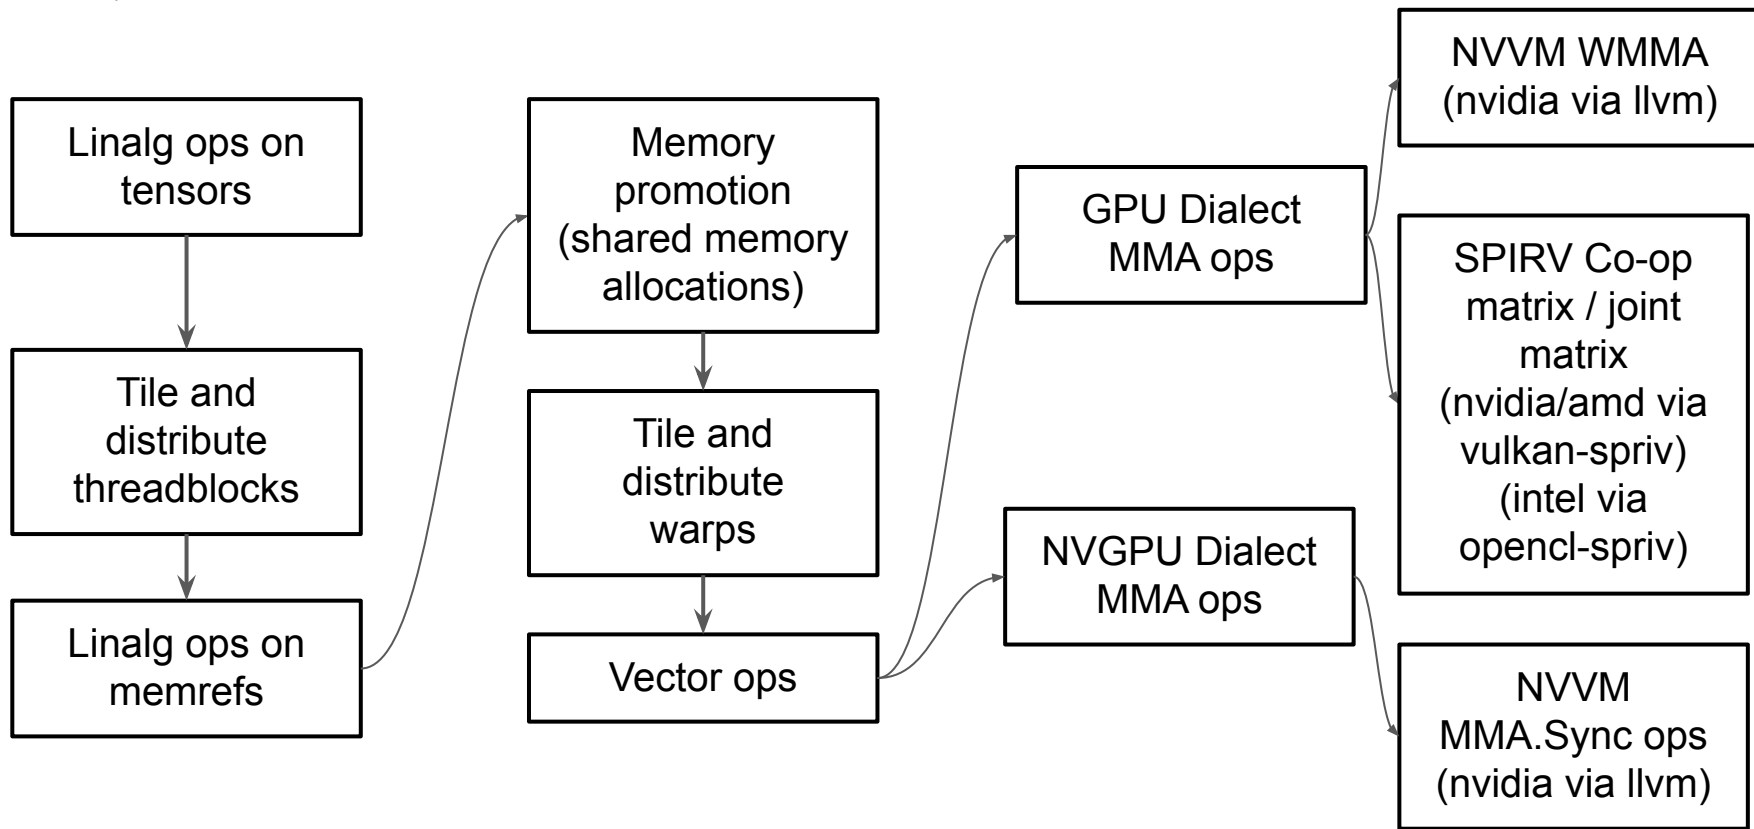 Linalg ops on
tensors
Tile and
distribute
threadblocks
Linalg ops on
memrefs
Memory
promotion
(shared memory
allocations)
Tile and
distribute
warps
Vector ops
GPU Dialect
MMA ops
NVGPU Dialect
MMA ops
NVVM WMMA
(nvidia via llvm)
SPIRV Co-op
matrix / joint
matrix
(nvidia/amd via
vulkan-spriv)
(intel via
opencl-spriv)
NVVM
MMA.Sync ops
(nvidia via llvm)